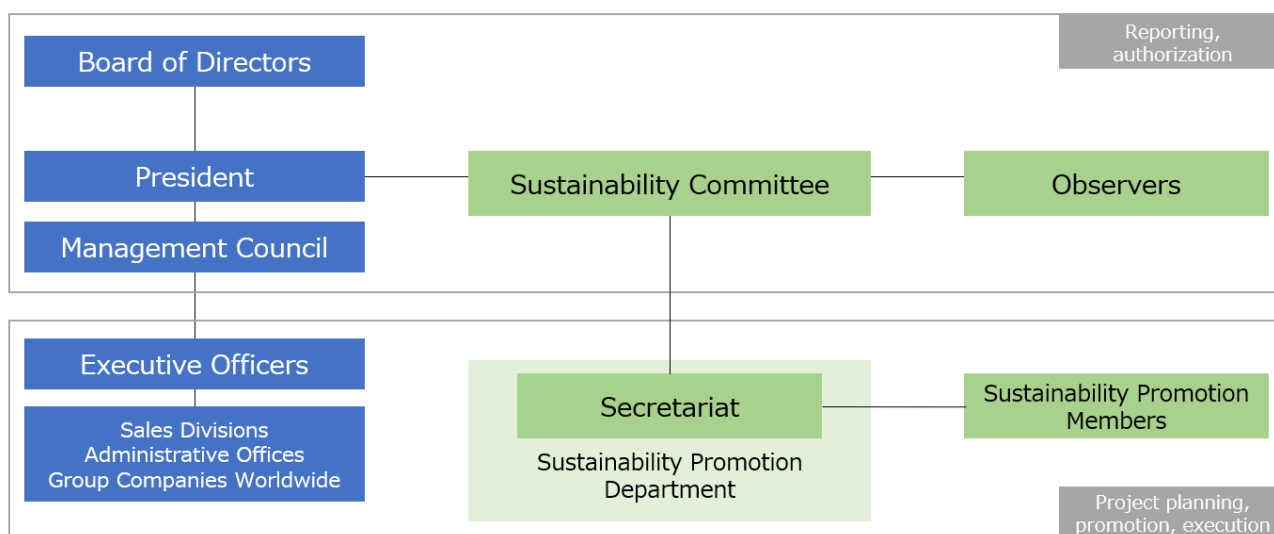 Reporting,
authorization
Board of Directors
President
Sustainability Committee
Observers
Management Council
Executive Officers
Sales Divisions
Administrative Offices
Group Companies Worldwide
Secretariat
Sustainability Promotion
Department
Sustainability Promotion
Members
Project planning,
promotion, execution